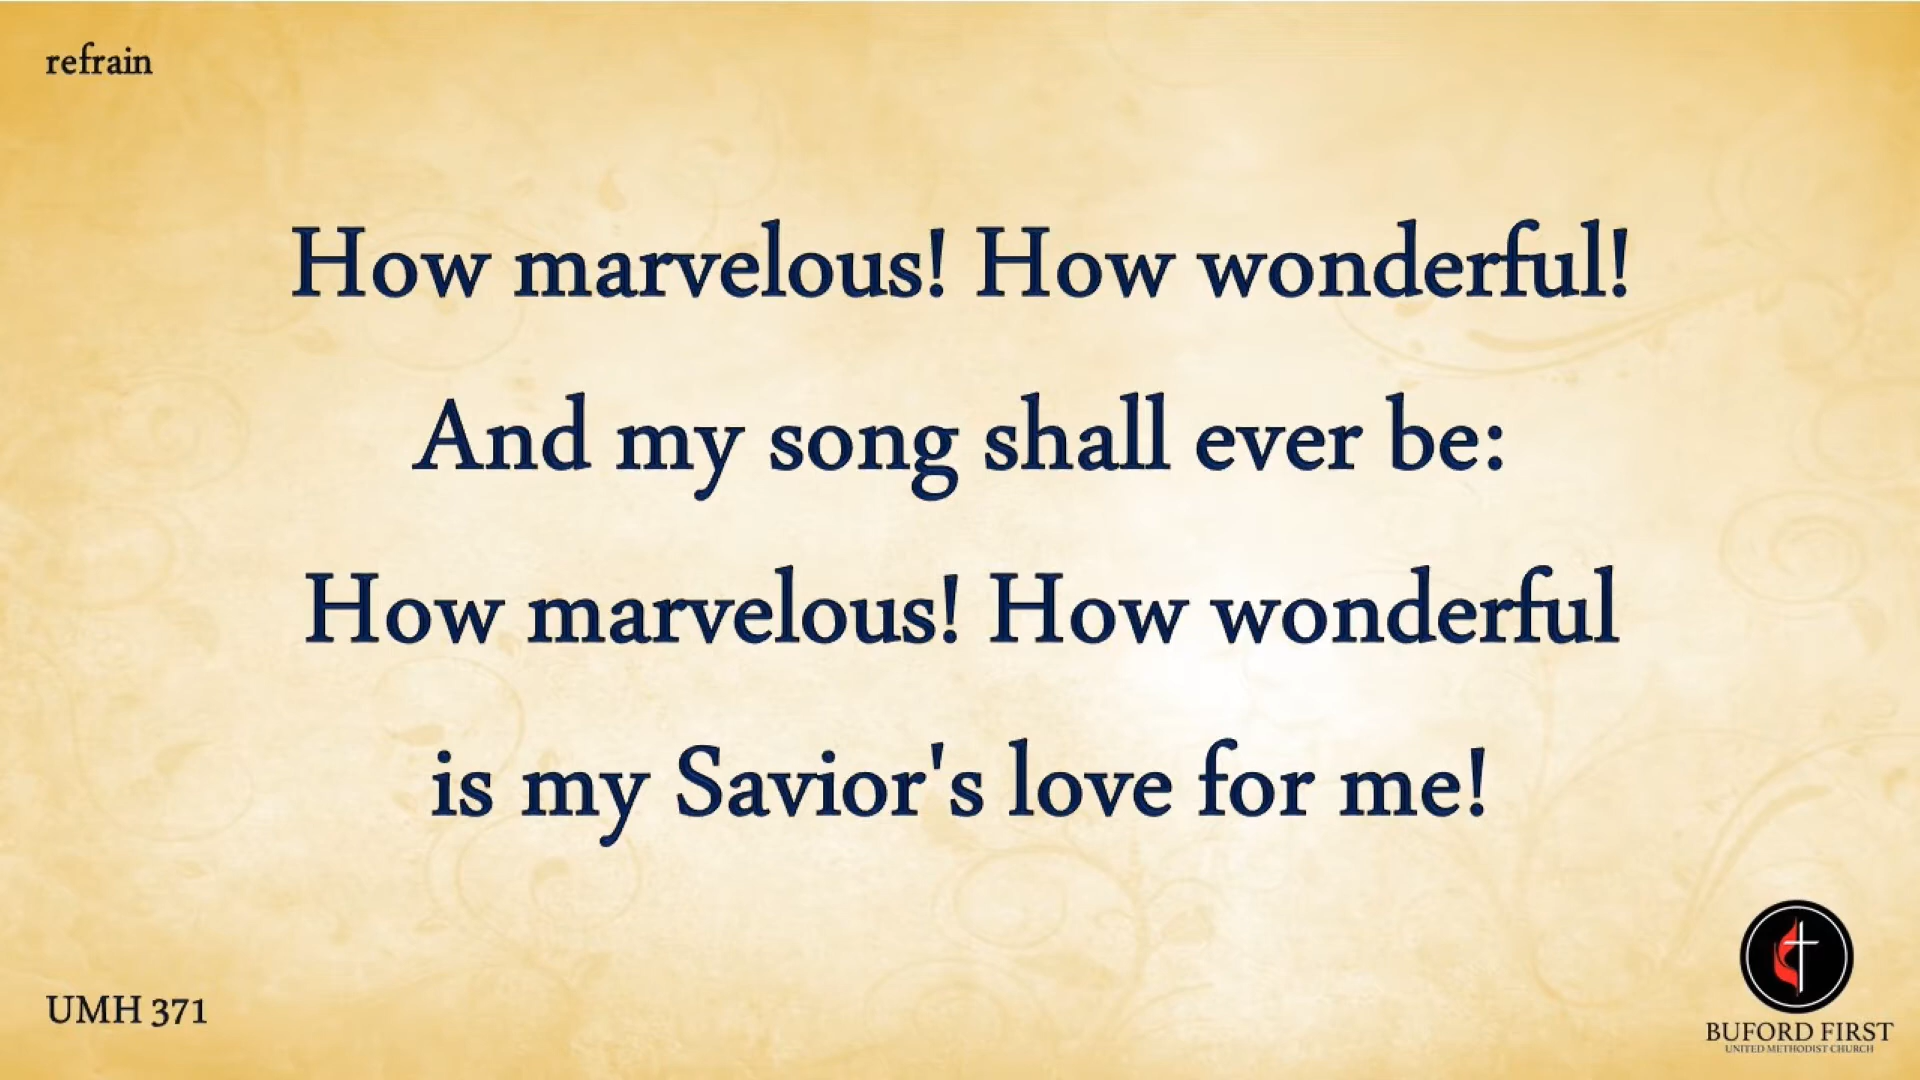 refrain
How marvelous! How wonderful!
And my song shall ever be:
How marvelous! How wonderful
is my Savior's love for me!
UMH 371
BUFORD FIRST
UNITED METHODIST CHURCH